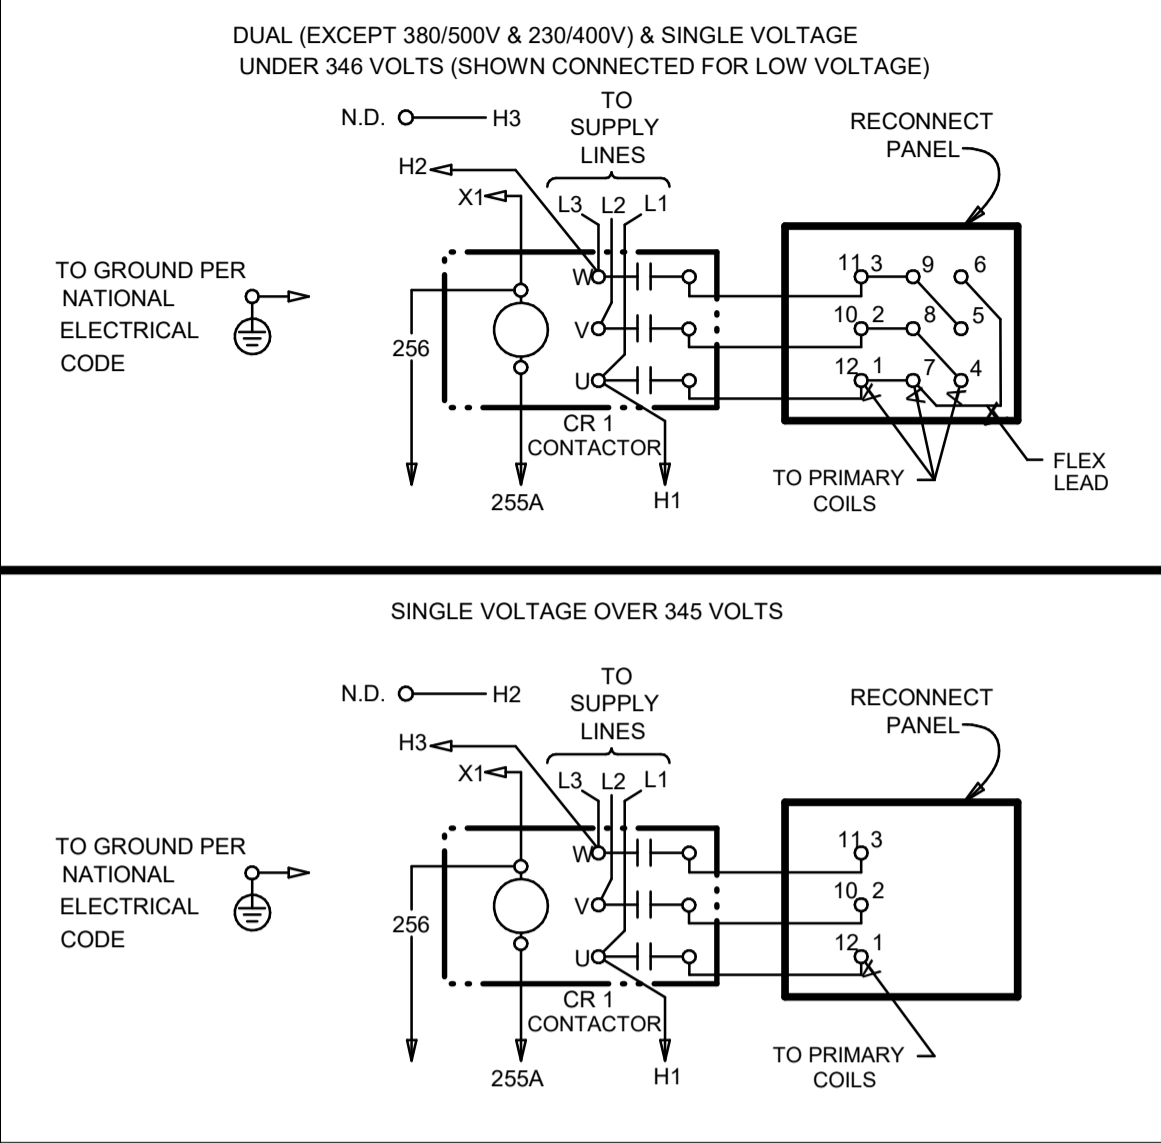 DUAL (EXCEPT 380/500V & 230/400V) & SINGLE VOLTAGE
UNDER 346 VOLTS (SHOWN CONNECTED FOR LOW VOLTAGE)
N.D.
H3
TO
SUPPLY
LINES
RECONNECT
PANEL
H2
X1
L3
L2
L1
TO GROUND PER
NATIONAL
ELECTRICAL
CODE
256
W
V
U
11
3
9
6
10
2
8
5
12
1
7
4
CR 1
CONTACTOR
255A
H1
TO PRIMARY
COILS
FLEX
LEAD
SINGLE VOLTAGE OVER 345 VOLTS
N.D.
H2
TO
SUPPLY
LINES
RECONNECT
PANEL
H3
X1
L3
L2
L1
TO GROUND PER
NATIONAL
ELECTRICAL
CODE
256
W
V
U
11
3
10
2
12
1
CR 1
CONTACTOR
255A
H1
TO PRIMARY
COILS